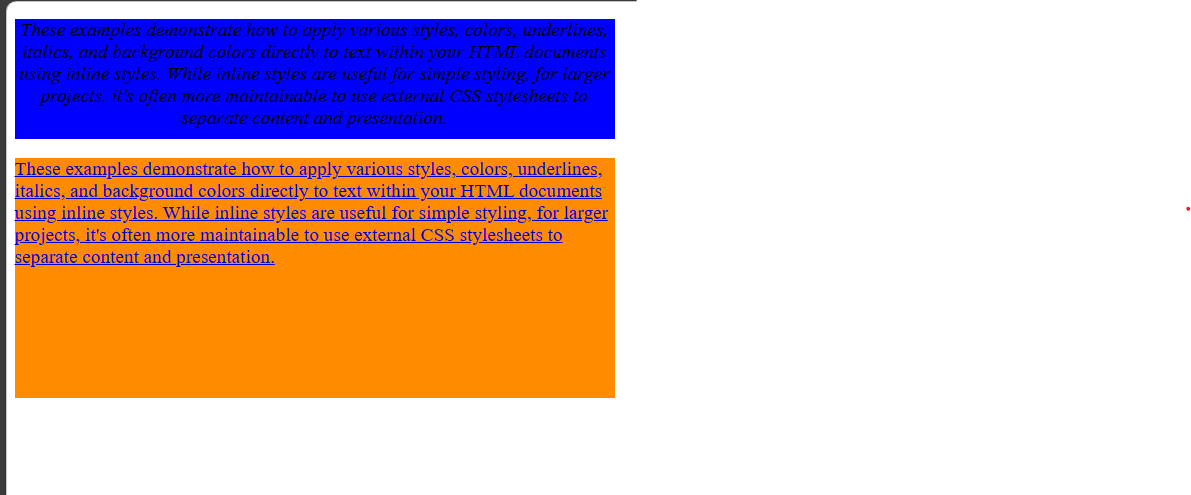 These examples demonstrate how to apply various styles, colors, underlines,
italics, and background colors directly to text within your HTML documents
using inline styles. While inline styles are useful for simple styling, for larger
projects, it's often more maintainable to use external CSS stylesheets to
separate content and presentation.
These examples demonstrate how to apply various styles, colors, underlines,
italics, and background colors directly to text within your HTML documents
using inline styles. While inline styles are useful for simple styling, for larger
projects, it's often more maintainable to use external CSS stylesheets to
separate content and presentation.